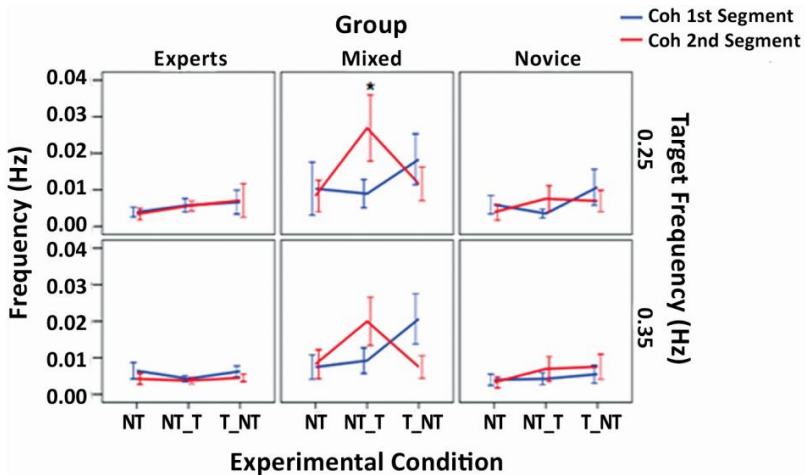 Group
Coh 1st Segment
Coh 2nd Segment
Experts Mixed Novice
Frequency (Hz)
0.04
0.03
0.02
0.01
0.00
0.04
0.03
0.02
0.01
0.00
*
0.25
0.35
Target Frequency (Hz)
NT NT_T T_NT NT NT_T T_NT NT NT_T T_NT
Experimental Condition